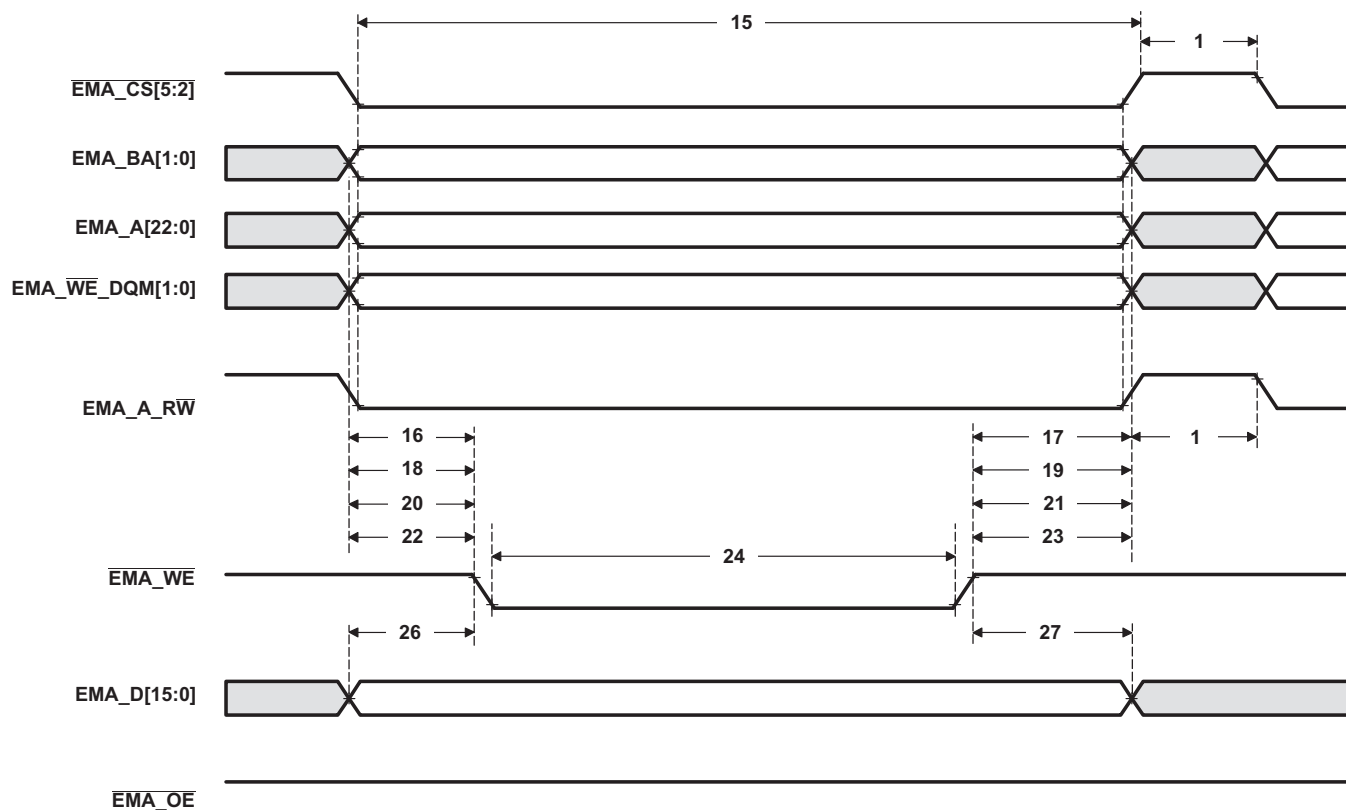 15
1
EMA_CS[5:2]
EMA_BA[1:0]
EMA_A[22:0]
EMA_WE_DQM[1:0]
EMA_A_RW
16
17
1
18
19
20
21
22
23
24
EMA_WE
26
27
EMA_D[15:0]
EMA_OE